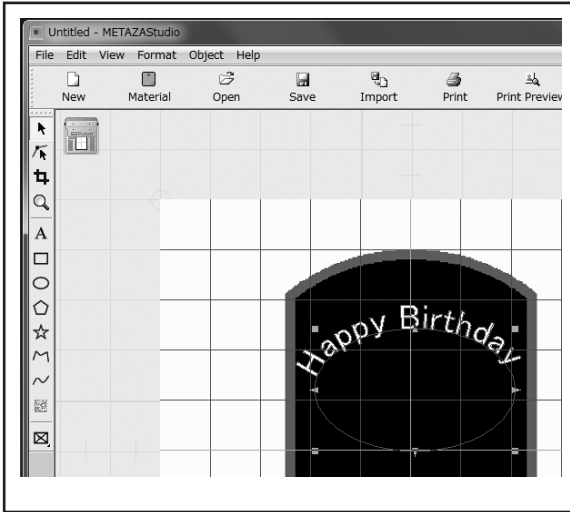 Untitled - METAZAStudio
File Edit View Format Object Help
New Material Open Save Import Print Print Preview
A
Happy Birthday